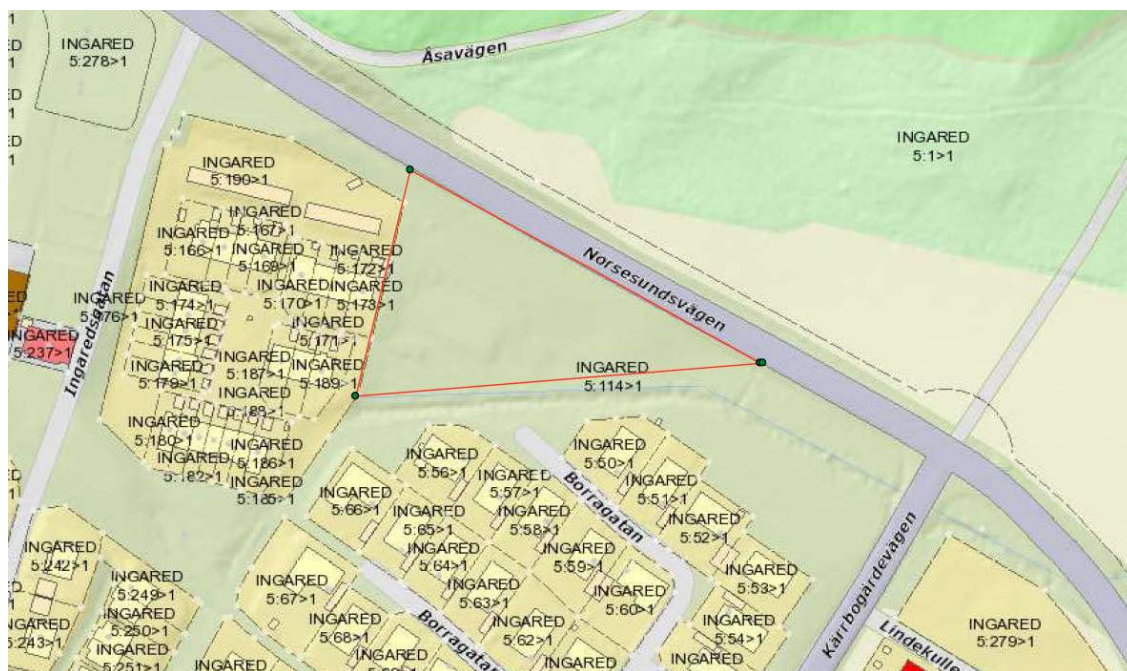 INGARED
5:278>1
Åsavägen
INGARED
5:1>1
INGARED
5:190>1
INGARED
5:167>1
INGARED
5:166>1
INGARED
5:169>1
INGARED
5:172>1
INGARED
5:174>1
INGARED
5:170>1
INGARED
5:173>1
INGARED
5:175>1
INGARED
5:171>1
INGARED
5:237>1
INGARED
5:179>1
INGARED
5:187>1
INGARED
5:189>1
INGARED
5:188>1
INGARED
5:180>1
INGARED
5:182>1
INGARED
5:186>1
INGARED
5:185>1
Ingaredsgatan
Norsesundsvägen
INGARED
5:114>1
INGARED
5:56>1
INGARED
5:50>1
INGARED
5:57>1
INGARED
5:51>1
INGARED
5:66>1
INGARED
5:65>1
INGARED
5:58>1
Borragatan
INGARED
5:52>1
INGARED
5:64>1
INGARED
5:59>1
INGARED
5:53>1
INGARED
5:242>1
INGARED
5:249>1
INGARED
5:67>1
INGARED
5:63>1
INGARED
5:60>1
INGARED
5:243>1
INGARED
5:250>1
INGARED
5:68>1
Borragatan
INGARED
5:62>1
INGARED
5:54>1
Kärrbogärdevägen
INGARED
5:279>1
INGARED
5:251>1
INGARED
INGARED
INGARED